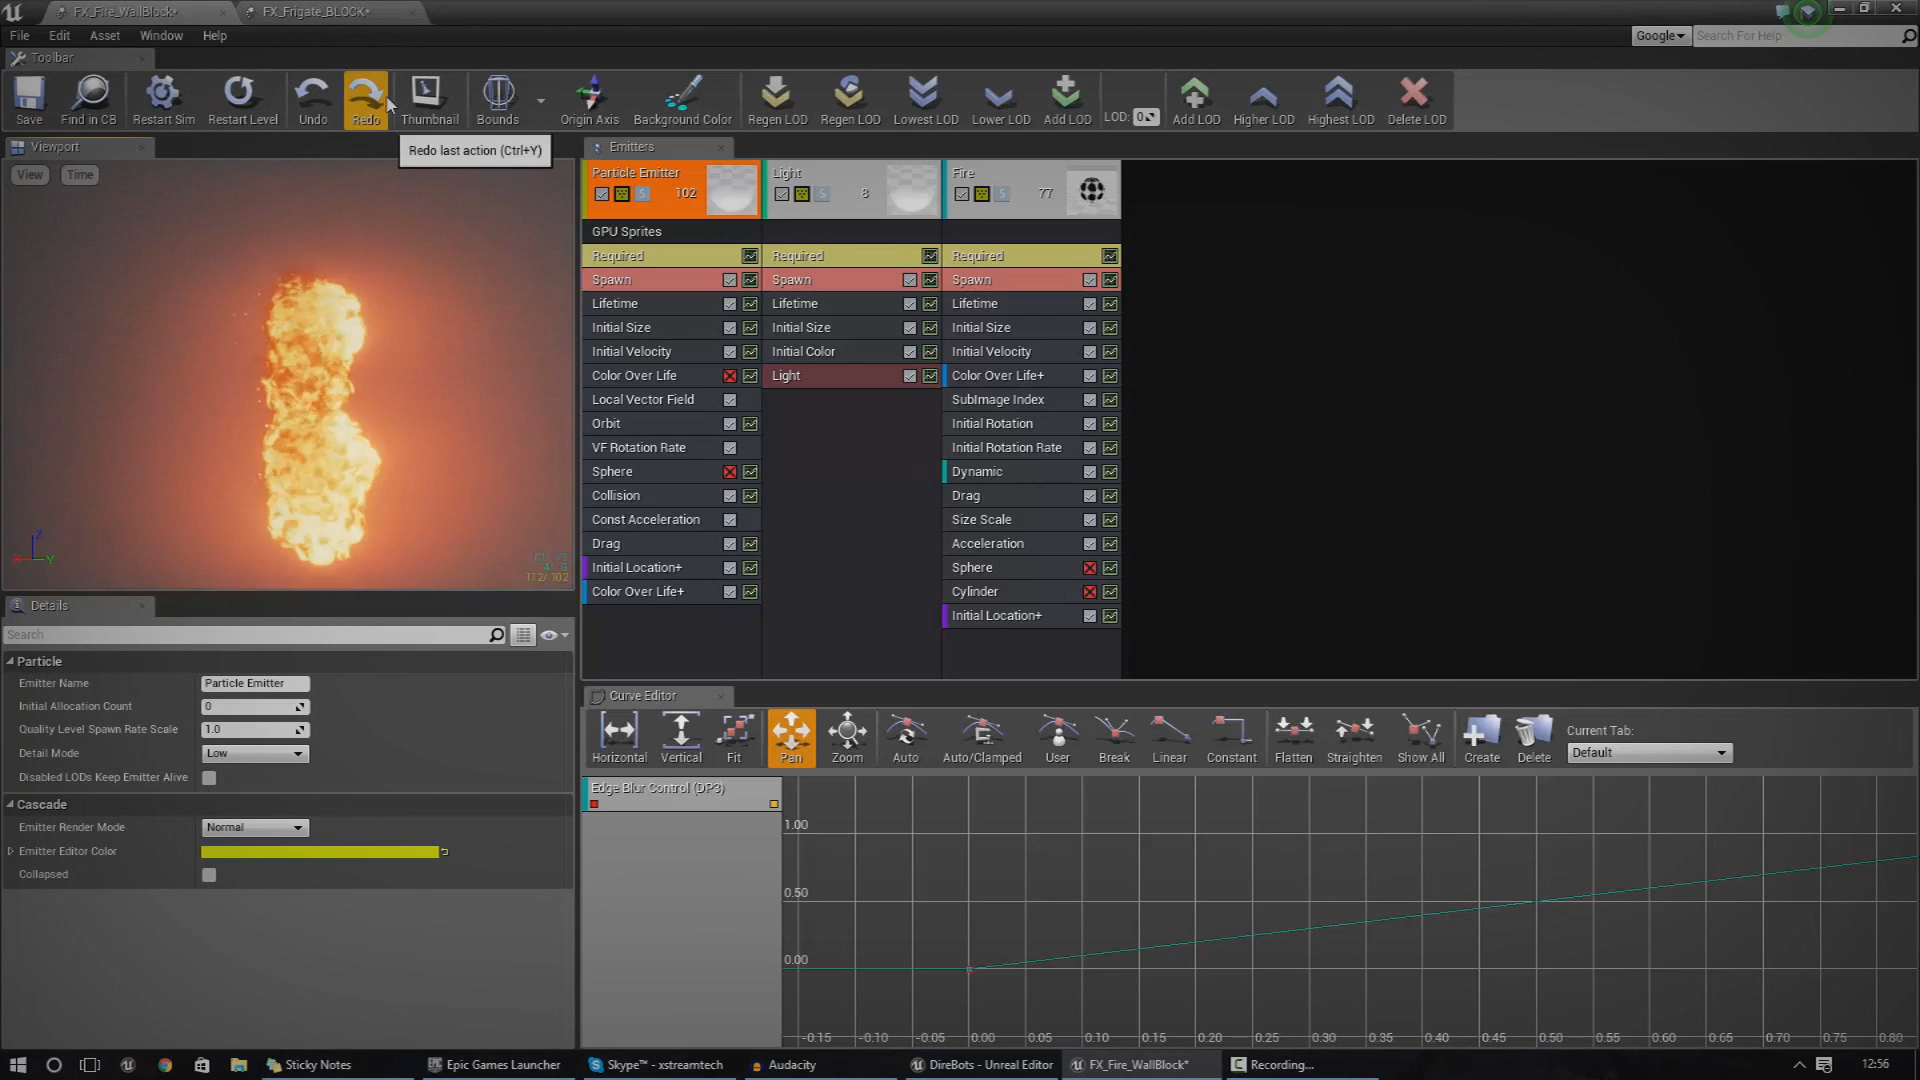 FX_Fire_WallBlock*
FX_Frigate_BLOCK*
File Edit Asset Window Help
Google
Search For Help
Toolbar
Save
Find in CB
Restart Sim
Restart Level
Undo
Redo
Thumbnail
Bounds
Origin Axis
Background Color
Regen LOD
Regen LOD
Lowest LOD
Lower LOD
Add LOD
LOD: 0
Add LOD
Higher LOD
Highest LOD
Delete LOD
Redo last action (Ctrl+Y)
Viewport
View
Time
Z
Y
112/ 102
Emitters
Particle Emitter
S
102
GPU Sprites
Required
Spawn
Lifetime
Initial Size
Initial Velocity
Color Over Life
Local Vector Field
Orbit
VF Rotation Rate
Sphere
Collision
Const Acceleration
Drag
Initial Location+
Color Over Life+
Light
S
8
Required
Spawn
Lifetime
Initial Size
Initial Color
Light
Fire
S
77
Required
Spawn
Lifetime
Initial Size
Initial Velocity
Color Over Life+
SubImage Index
Initial Rotation
Initial Rotation Rate
Dynamic
Drag
Size Scale
Acceleration
Sphere
Cylinder
Initial Location+
Details
Search
Particle
Emitter Name
Particle Emitter
Initial Allocation Count
0
Quality Level Spawn Rate Scale
1.0
Detail Mode
Low
Disabled LODs Keep Emitter Alive
Cascade
Emitter Render Mode
Normal
Emitter Editor Color
Collapsed
Curve Editor
Horizontal
Vertical
Fit
Pan
Zoom
Auto
Auto/Clamped
User
Break
Linear
Constant
Flatten
Straighten
Show All
Create
Delete
Current Tab:
Default
Edge Blur Control (DP3)
1.00
0.50
0.00
-0.15 -0.10 -0.05 0.00 0.05 0.10 0.15 0.20 0.25 0.30 0.35 0.40 0.45 0.50 0.55 0.60 0.65 0.70 0.75 0.80
Sticky Notes
Epic Games Launcher
Skype™ - xstreamtech
Audacity
DireBots - Unreal Editor
FX_Fire_WallBlock*
Recording...
12:56